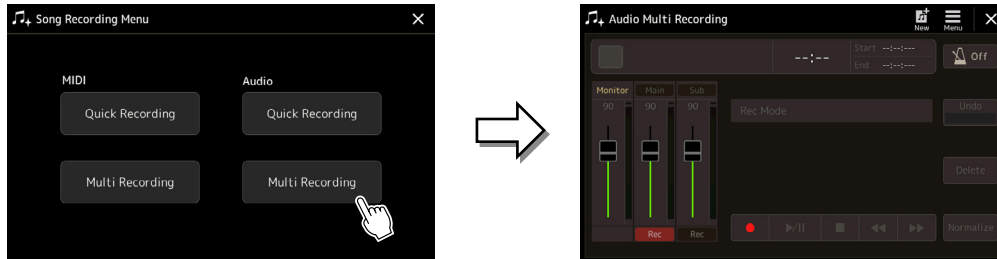 Song Recording Menu
MIDI
Audio
Quick Recording
Quick Recording
Multi Recording
Multi Recording
Audio Multi Recording
New
Menu
--:--
Start --:--:---
End --:--:---
Off
Monitor Main Sub
90 90 90
Rec Mode
Undo
Delete
Rec Rec
Normalize